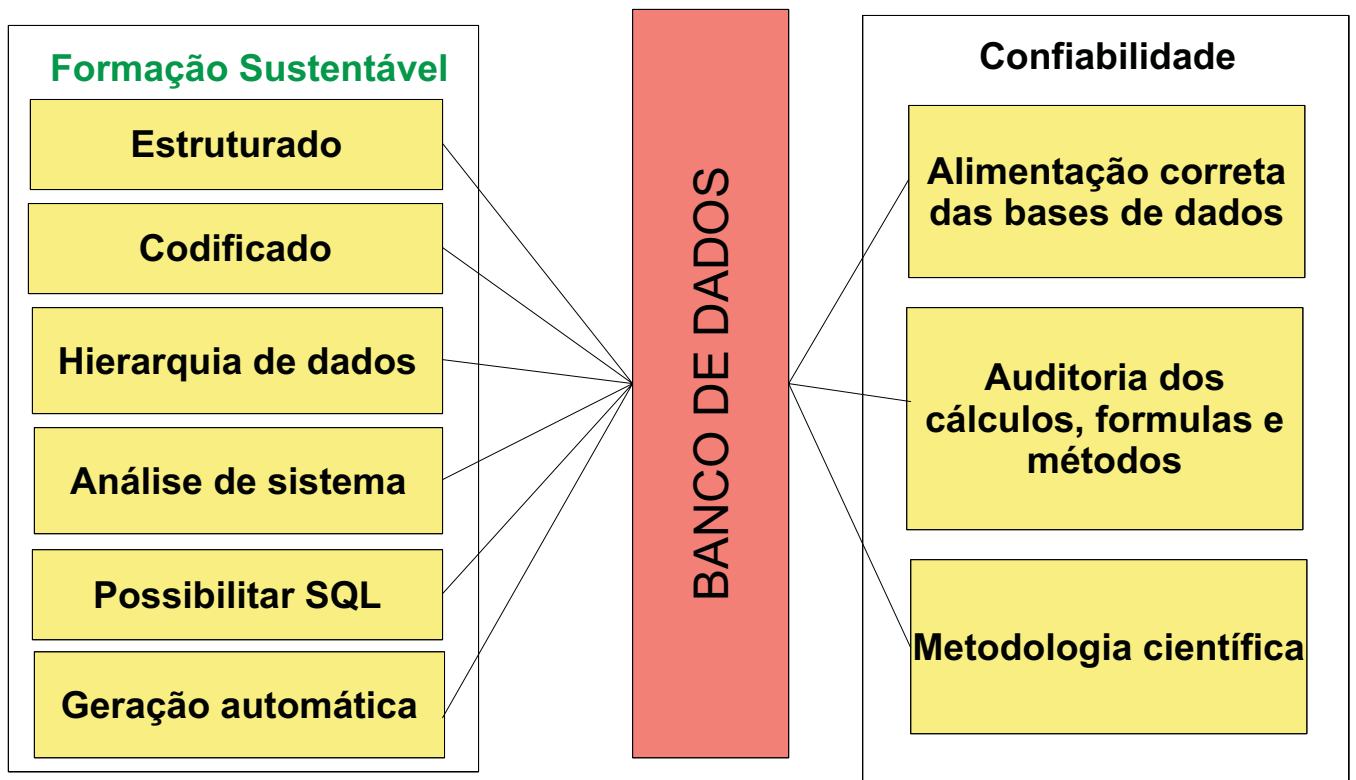 Formação Sustentável
Estruturado
Codificado
Hierarquia de dados
Análise de sistema
Possibilitar SQL
Geração automática
BANCO DE DADOS
Confiabilidade
Alimentação correta
das bases de dados
Auditoria dos
cálculos, formulas e
métodos
Metodologia científica